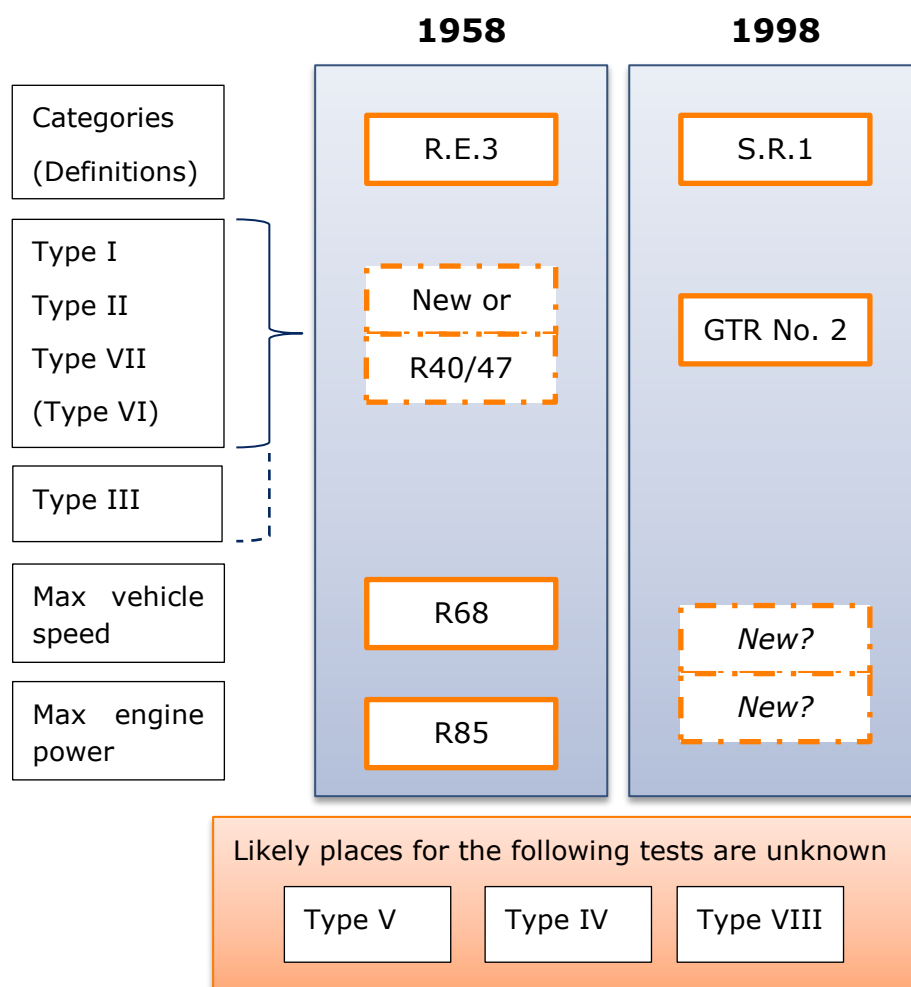 1958
1998
Categories
(Definitions)
R.E.3
S.R.1
Type I
Type II
Type VII
(Type VI)
New or
R40/47
GTR No. 2
Type III
Max vehicle
speed
R68
New?
Max engine
power
R85
New?
Likely places for the following tests are unknown
Type V
Type IV
Type VIII